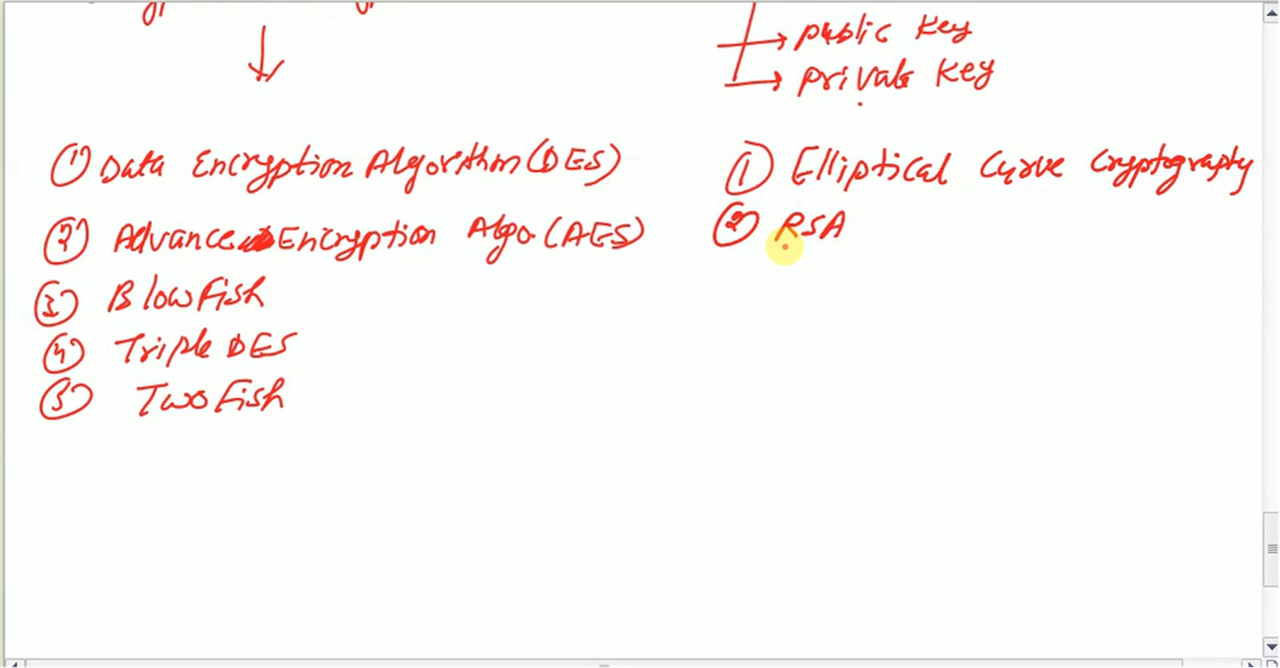 public key
private key
① Data Encryption Algorithm (DES)
② Advance Encryption Algo (AES)
③ BlowFish
④ Triple DES
⑤ TwoFish
① Elliptical Curve Cryptography
② RSA